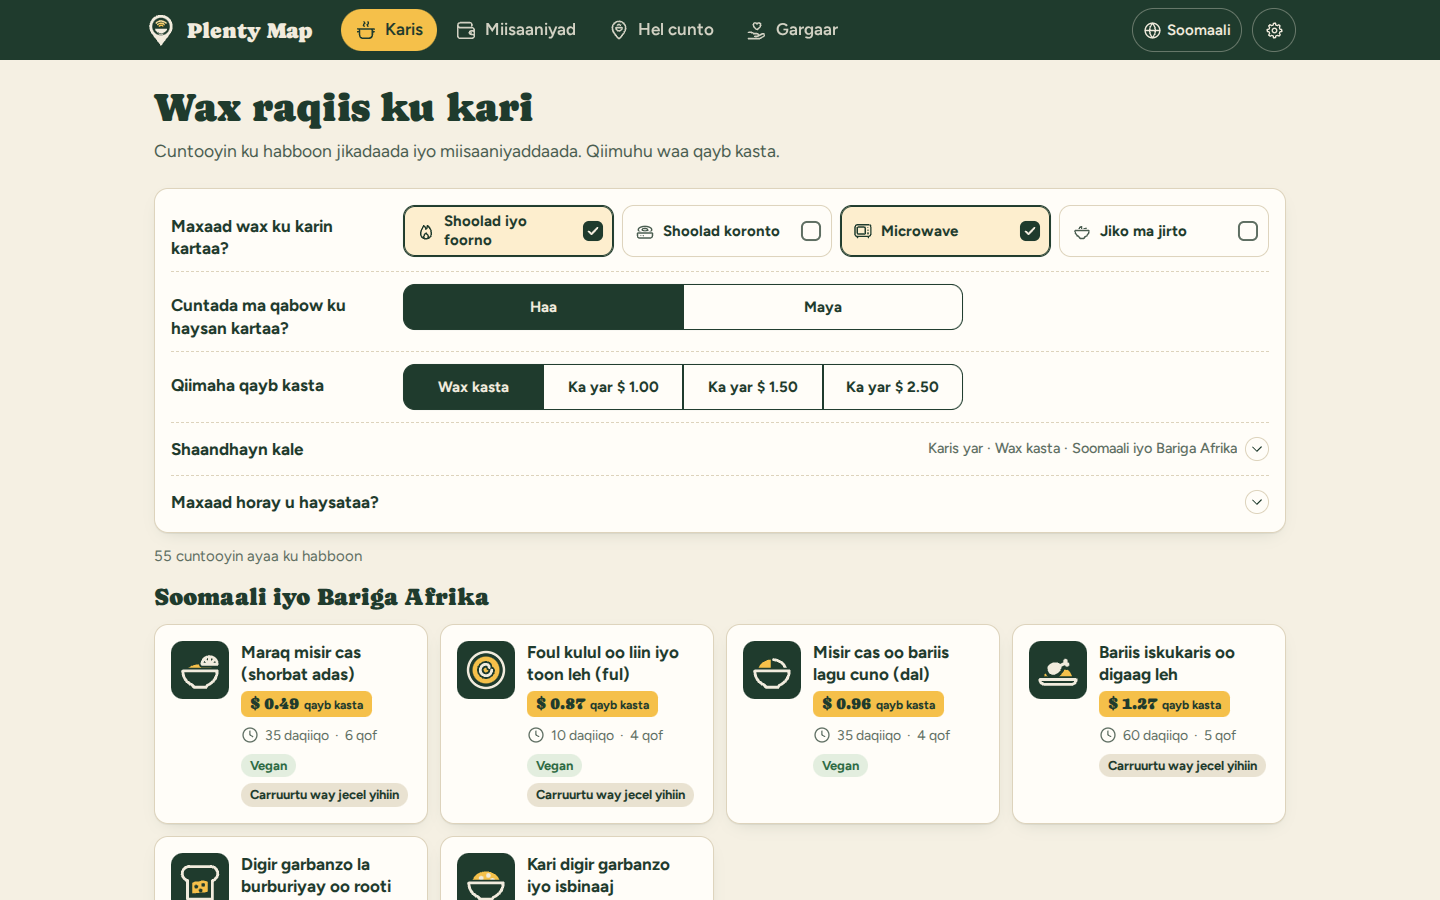 Plenty Map
Karis
Miisaaniyad
Hel cunto
Gargaar
Soomaali
Wax raqiis ku kari
Cuntooyin ku habboon jikadaada iyo miisaaniyaddaada. Qiimuhu waa qayb kasta.
Maxaad wax ku karin
kartaa?
Shoolad iyo
foorno
Shoolad koronto
Microwave
Jiko ma jirto
Cuntada ma qabow ku
haysan kartaa?
Haa
Maya
Qiimaha qayb kasta
Wax kasta
Ka yar $ 1.00
Ka yar $ 1.50
Ka yar $ 2.50
Shaandhayn kale
Karis yar · Wax kasta · Soomaali iyo Bariga Afrika
Maxaad horay u haysataa?
55 cuntooyin ayaa ku habboon
Soomaali iyo Bariga Afrika
Maraq misir cas
(shorbat adas)
$ 0.49 qayb kasta
35 daqiiqo · 6 qof
Vegan
Carruurtu way jecel yihiin
Foul kulul oo liin iyo
toon leh (ful)
$ 0.87 qayb kasta
10 daqiiqo · 4 qof
Vegan
Carruurtu way jecel yihiin
Misir cas oo bariis
lagu cuno (dal)
$ 0.96 qayb kasta
35 daqiiqo · 4 qof
Vegan
Bariis iskukaris oo
digaag leh
$ 1.27 qayb kasta
60 daqiiqo · 5 qof
Carruurtu way jecel yihiin
Digir garbanzo la
burburiyay oo rooti
Kari digir garbanzo
iyo isbinaaj